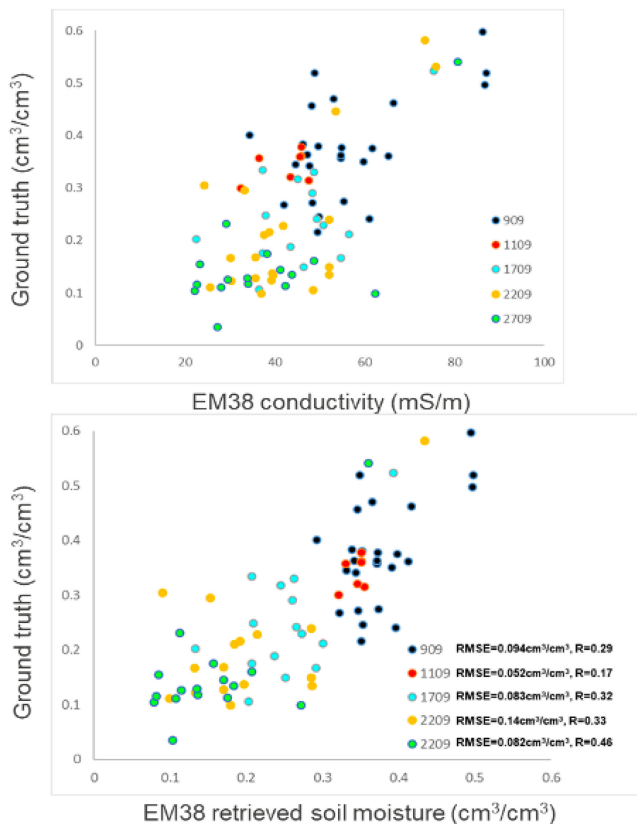 0.6
0.5
0.4
0.3
0.2
0.1
0
Ground truth (cm³/cm³)
909
1109
1709
2209
2709
0 20 40 60 80 100
EM38 conductivity (mS/m)
0.6
0.5
0.4
0.3
0.2
0.1
0
Ground truth (cm³/cm³)
909 RMSE=0.094cm³/cm³, R=0.29
1109 RMSE=0.052cm³/cm³, R=0.17
1709 RMSE=0.083cm³/cm³, R=0.32
2209 RMSE=0.14cm³/cm³, R=0.33
2209 RMSE=0.082cm³/cm³, R=0.46
0 0.1 0.2 0.3 0.4 0.5 0.6
EM38 retrieved soil moisture (cm³/cm³)